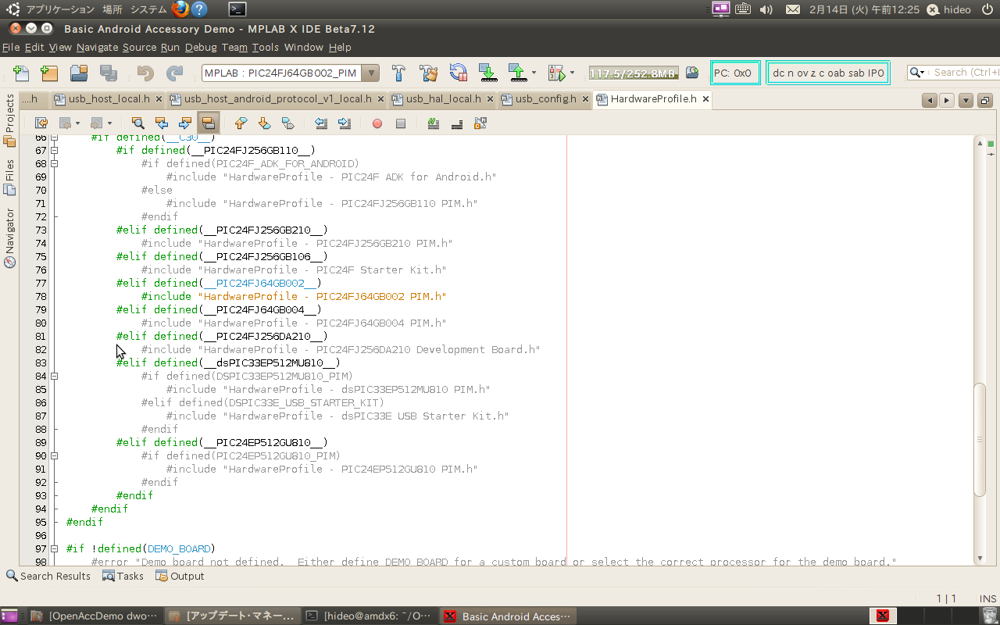 アプリケーション 場所 システム 2月14日 (火) 午前12:25 hideo
Basic Android Accessory Demo - MPLAB X IDE Beta7.12
File Edit View Navigate Source Run Debug Team Tools Window Help
MPLAB : PIC24FJ64GB002_PIM 117.5/252.8MB PC: 0x0 dc n ov z c oab sab IP0 Search (Ctrl+I
....h usb_host_local.h usb_host_android_protocol_v1_local.h usb_hal_local.h usb_config.h HardwareProfile.h
Projects
Files
Navigator
66 #if defined(__C30__)
67 #if defined(__PIC24FJ256GB110__)
68 #if defined(PIC24F_ADK_FOR_ANDROID)
69 #include "HardwareProfile - PIC24F ADK for Android.h"
70 #else
71 #include "HardwareProfile - PIC24FJ256GB110 PIM.h"
72 #endif
73 #elif defined(__PIC24FJ256GB210__)
74 #include "HardwareProfile - PIC24FJ256GB210 PIM.h"
75 #elif defined(__PIC24FJ256GB106__)
76 #include "HardwareProfile - PIC24F Starter Kit.h"
77 #elif defined(__PIC24FJ64GB002__)
78 #include "HardwareProfile - PIC24FJ64GB002 PIM.h"
79 #elif defined(__PIC24FJ64GB004__)
80 #include "HardwareProfile - PIC24FJ64GB004 PIM.h"
81 #elif defined(__PIC24FJ256DA210__)
82 #include "HardwareProfile - PIC24FJ256DA210 Development Board.h"
83 #elif defined(__dsPIC33EP512MU810__)
84 #if defined(DSPIC33EP512MU810_PIM)
85 #include "HardwareProfile - dsPIC33EP512MU810 PIM.h"
86 #elif defined(DSPIC33E_USB_STARTER_KIT)
87 #include "HardwareProfile - dsPIC33E USB Starter Kit.h"
88 #endif
89 #elif defined(__PIC24EP512GU810__)
90 #if defined(PIC24EP512GU810_PIM)
91 #include "HardwareProfile - PIC24EP512GU810 PIM.h"
92 #endif
93 #endif
94 #endif
95 #endif
96
97 #if !defined(DEMO_BOARD)
98 #error "Demo board not defined.  Either define DEMO_BOARD for a custom board or select the correct processor for the demo board."
Search Results Tasks Output
1 | 1 INS
[OpenAccDemo dwo... [アップデート・マネー... [hideo@amdx6: ~/O... Basic Android Acces...